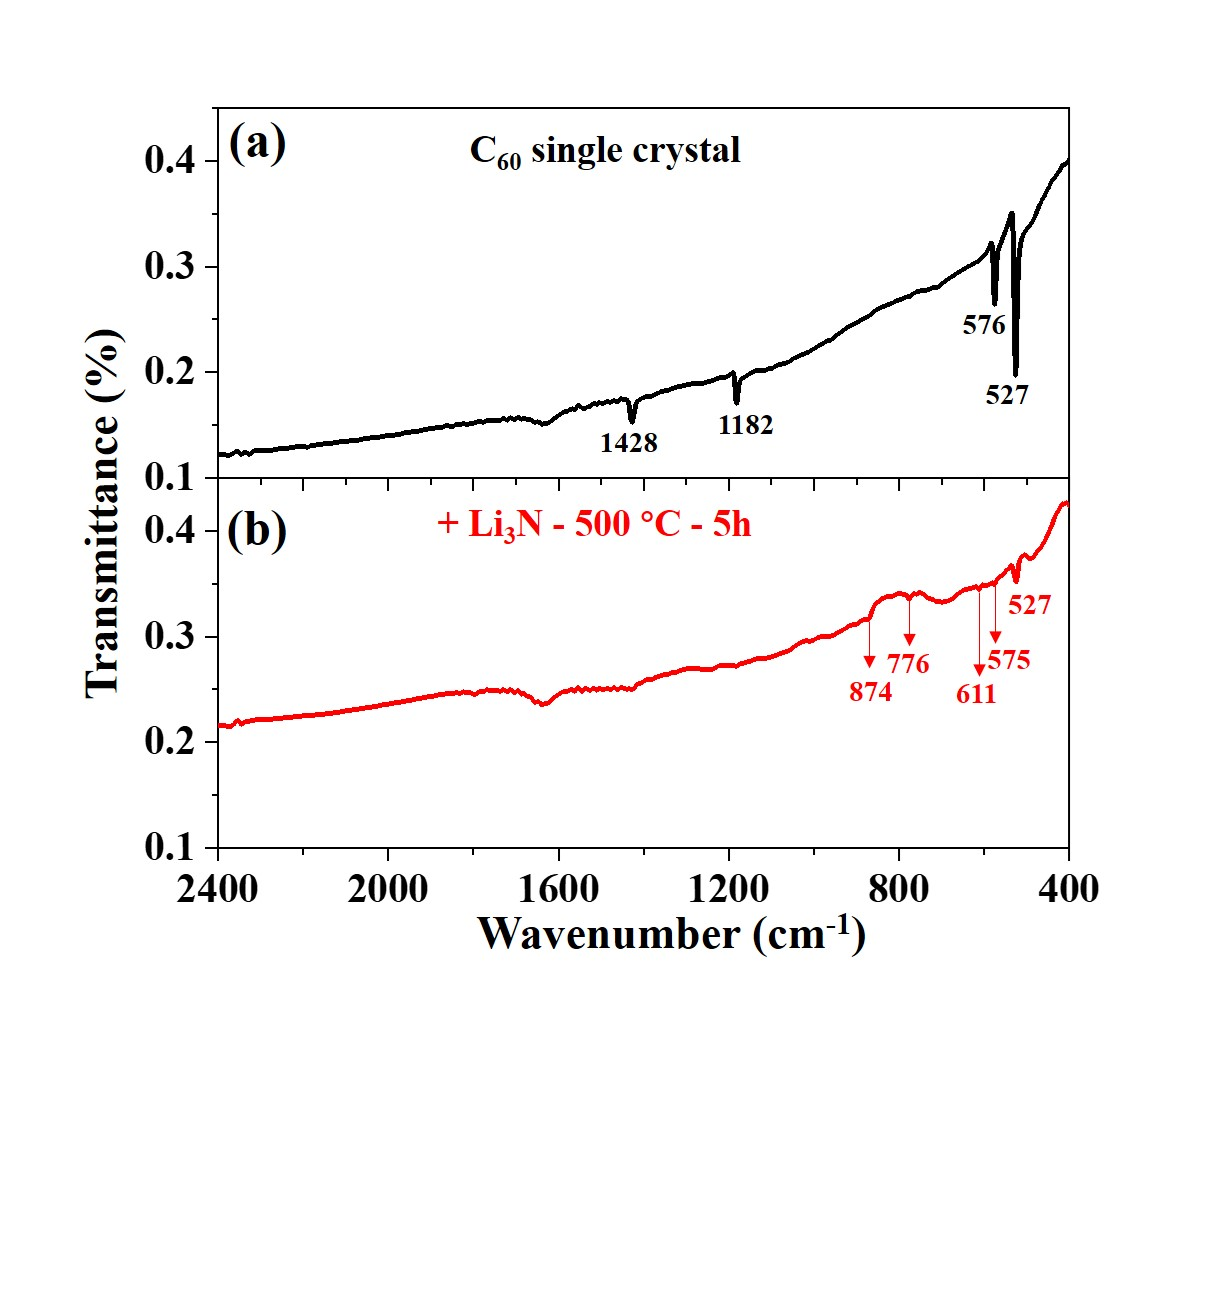 (a)
C₆₀ single crystal
0.4
0.3
0.2
0.1
576
527
1182
1428
Transmittance (%)
(b)
+ Li₃N - 500 °C - 5h
0.4
0.3
0.2
0.1
527
575
611
776
874
2400 2000 1600 1200 800 400
Wavenumber (cm⁻¹)